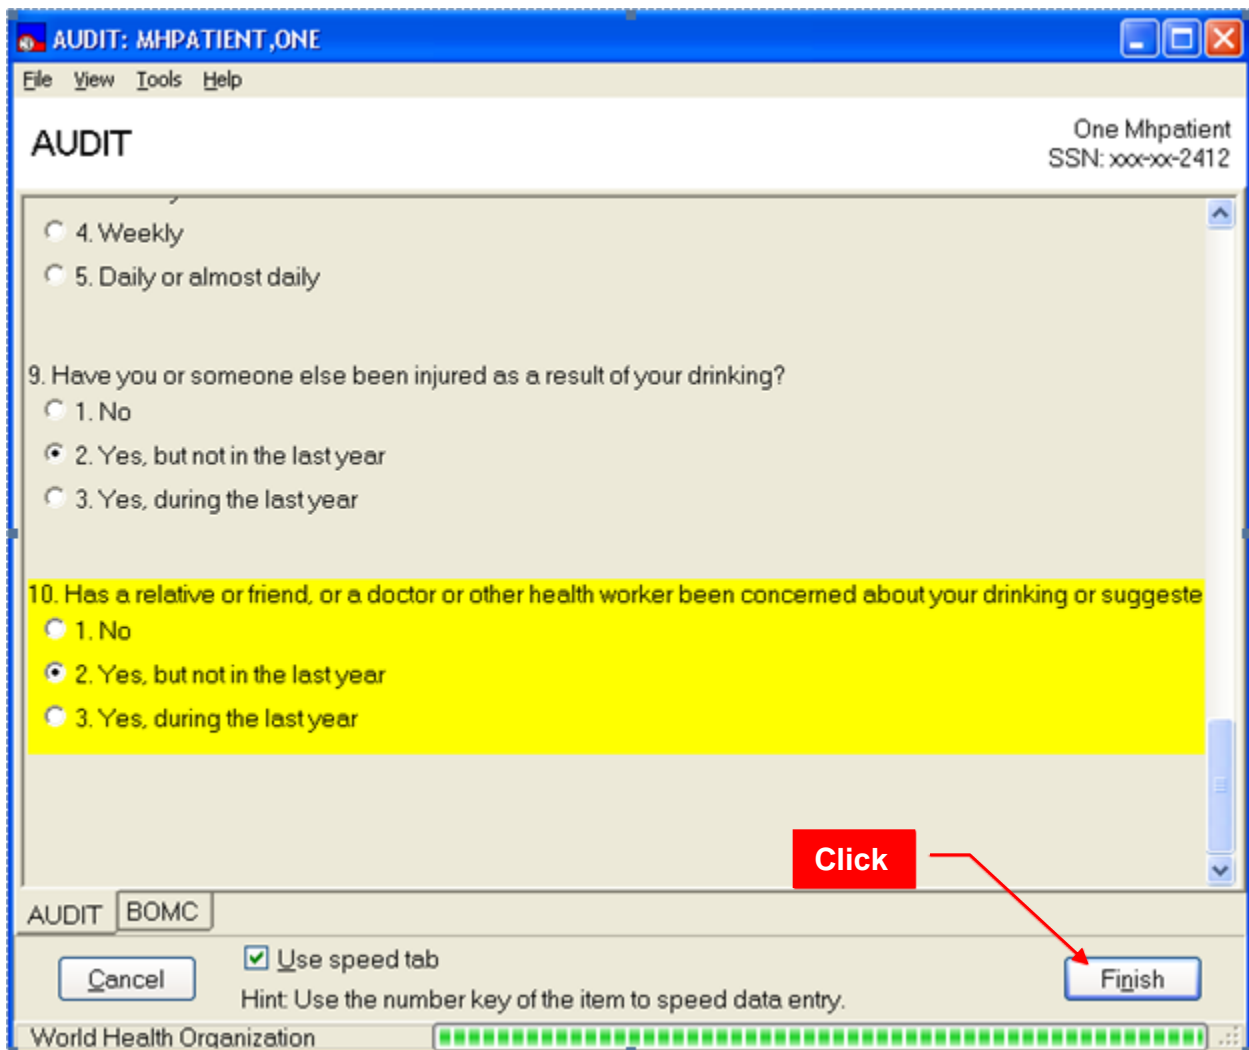 AUDIT: MHPATIENT,ONE
File View Tools Help
AUDIT
One Mhpatient
SSN: xxx-xx-2412
4. Weekly
5. Daily or almost daily
9. Have you or someone else been injured as a result of your drinking?
1. No
2. Yes, but not in the last year
3. Yes, during the last year
10. Has a relative or friend, or a doctor or other health worker been concerned about your drinking or suggeste
1. No
2. Yes, but not in the last year
3. Yes, during the last year
Click
AUDIT BOMC
Cancel
Use speed tab
Hint: Use the number key of the item to speed data entry.
Finish
World Health Organization